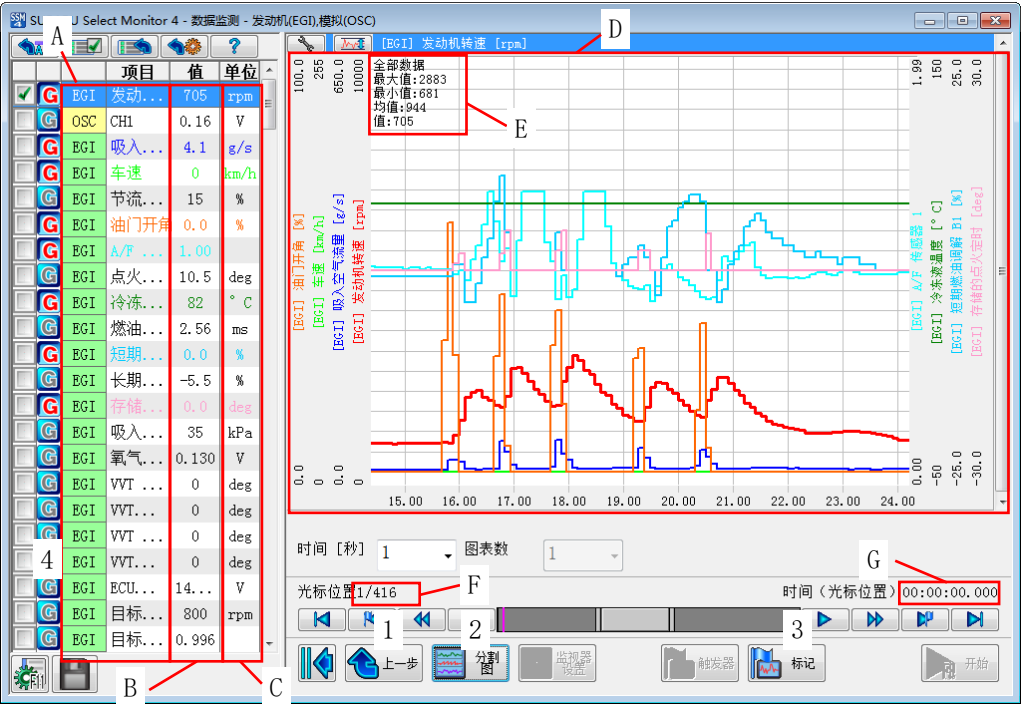 Select Monitor 4 - 数据监测 - 发动机(EGI),模拟(OSC)
A
D
[EGI] 发动机转速 [rpm]
项目 值 单位
G EGI 发动... 705 rpm
G OSC CH1 0.16 V
G EGI 吸入... 4.1 g/s
G EGI 车速 0 km/h
G EGI 节流... 15 %
G EGI 油门开角 0.0 %
G EGI A/F ... 1.00
G EGI 点火... 10.5 deg
G EGI 冷冻... 82 °C
G EGI 燃油... 2.56 ms
G EGI 短期... 0.0 %
G EGI 长期... -5.5 %
G EGI 存储... 0.0 deg
G EGI 吸入... 35 kPa
G EGI 氧气... 0.130 V
G EGI VVT ... 0 deg
G EGI VVT... 0 deg
G EGI VVT ... 0 deg
4 EGI VVT... 0 deg
G EGI ECU... 14... V
G EGI 目标... 800 rpm
G EGI 目标... 0.996
B
C
100.0 255 650.0 10000
全部数据
最大值:2883
最小值:681
均值:944
值:705
E
1.99 150 25.0 30.0
[EGI] 油门开角 [%]
[EGI] 车速 [km/h]
[EGI] 吸入空气流量 [g/s]
[EGI] 发动机转速 [rpm]
[EGI] A/F 传感器 1
[EGI] 冷冻液温度 [°C]
[EGI] 短期燃油调解 B1 [%]
[EGI] 存储的点火定时 [deg]
0.0 0 0.0 0
0.00 -50 -25.0 -30.0
15.00 16.00 17.00 18.00 19.00 20.00 21.00 22.00 23.00 24.00
时间 [秒] 1 图表数 1
F
G
光标位置1/416 时间(光标位置) 00:00:00.000
1
2
3
F11
上一步
分割图
监视器设置
触发器
标记
开始